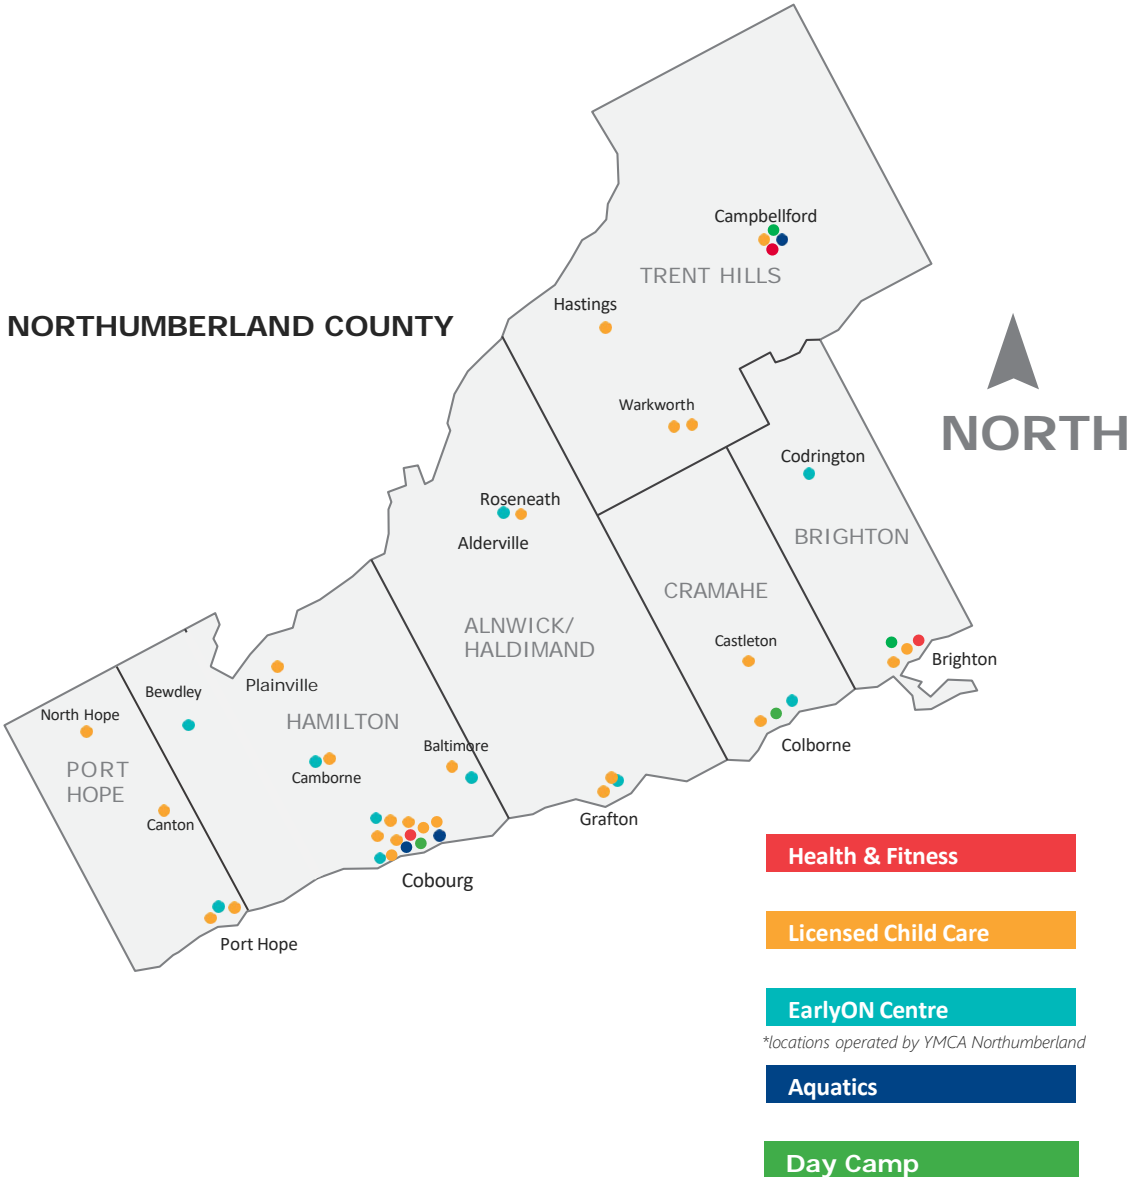 Campbellford
TRENT HILLS
Hastings
NORTHUMBERLAND COUNTY
Warkworth
NORTH
Codrington
Roseneath
Alderville
BRIGHTON
CRAMAHE
ALNWICK/
HALDIMAND
Castleton
Brighton
Plainville
Bewdley
North Hope
HAMILTON
Baltimore
Colborne
PORT
HOPE
Camborne
Canton
Grafton
Cobourg
Port Hope
Health & Fitness
Licensed Child Care
EarlyON Centre
*locations operated by YMCA Northumberland
Aquatics
Day Camp